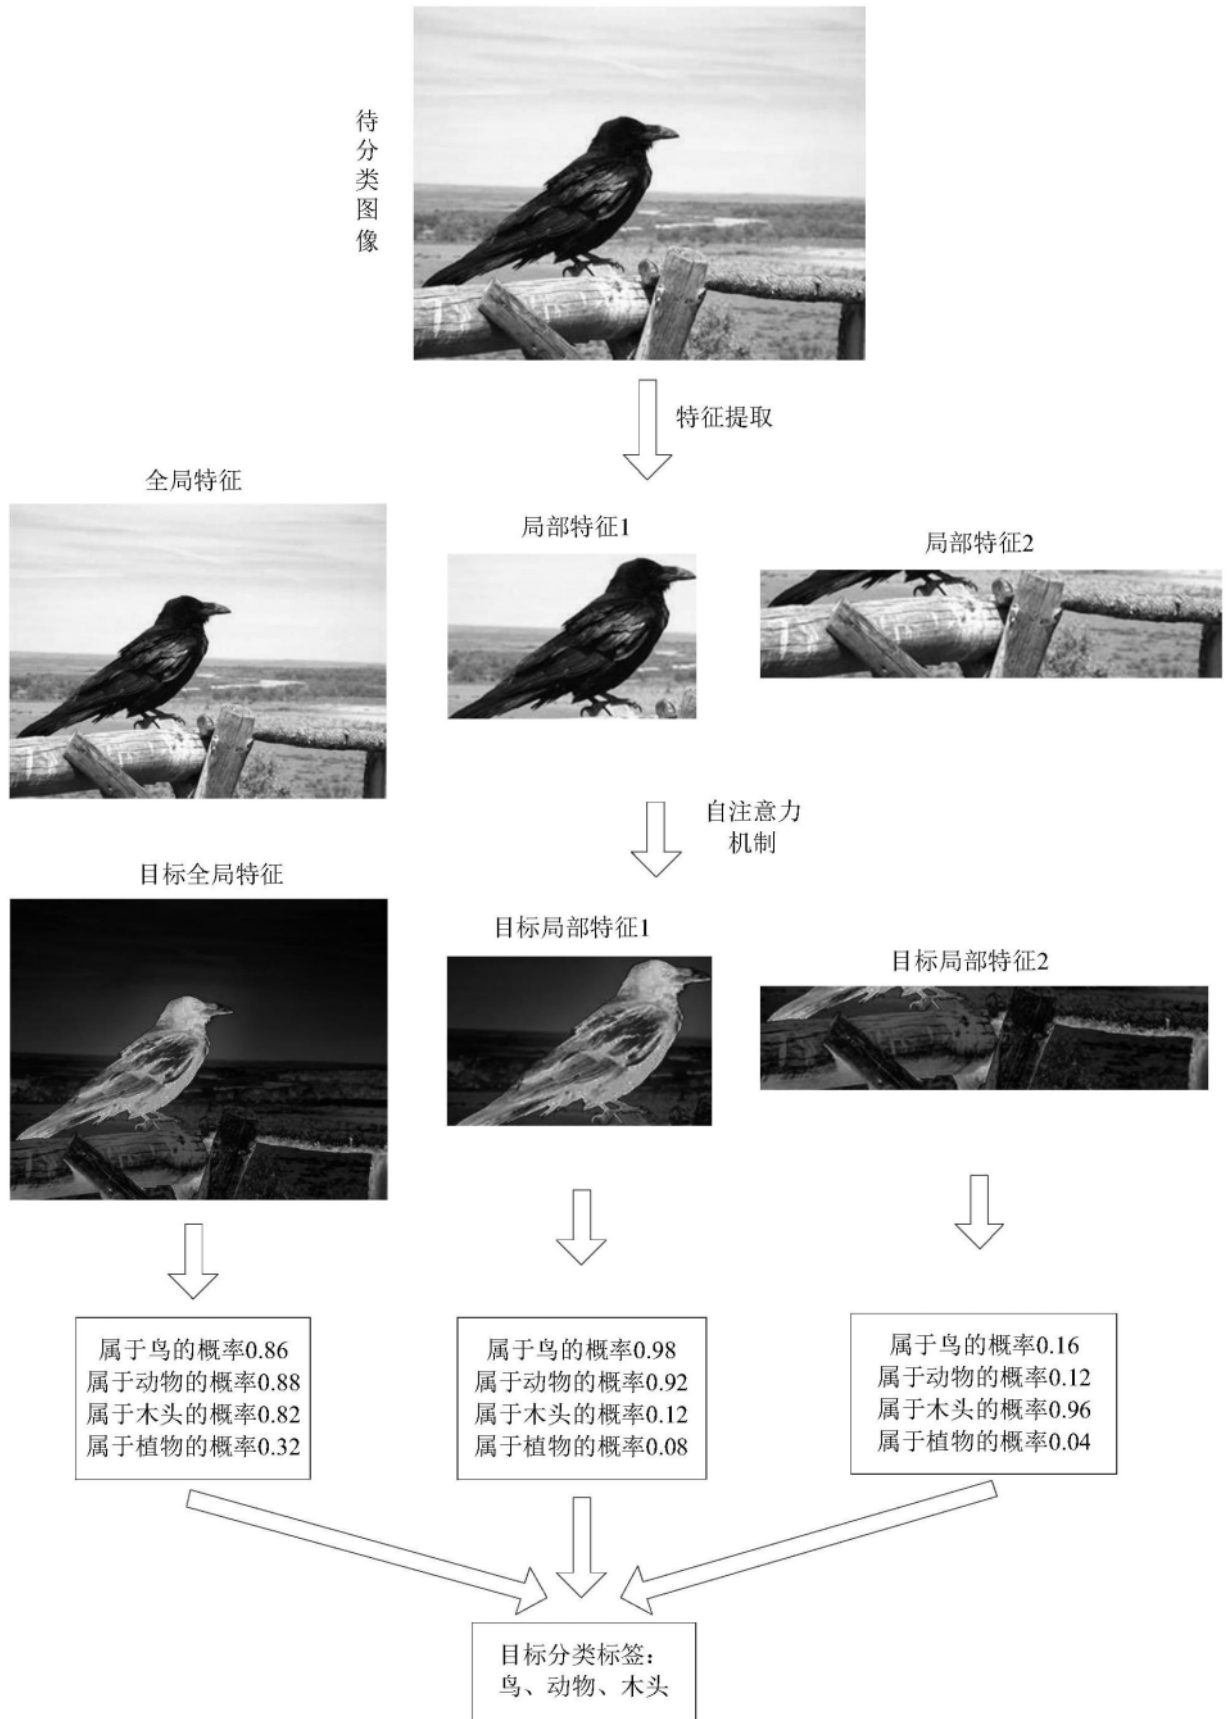 待分类图像
特征提取
全局特征
局部特征1
局部特征2
自注意力
机制
目标全局特征
目标局部特征1
目标局部特征2
属于鸟的概率0.86
属于动物的概率0.88
属于木头的概率0.82
属于植物的概率0.32
属于鸟的概率0.98
属于动物的概率0.92
属于木头的概率0.12
属于植物的概率0.08
属于鸟的概率0.16
属于动物的概率0.12
属于木头的概率0.96
属于植物的概率0.04
目标分类标签：
鸟、动物、木头